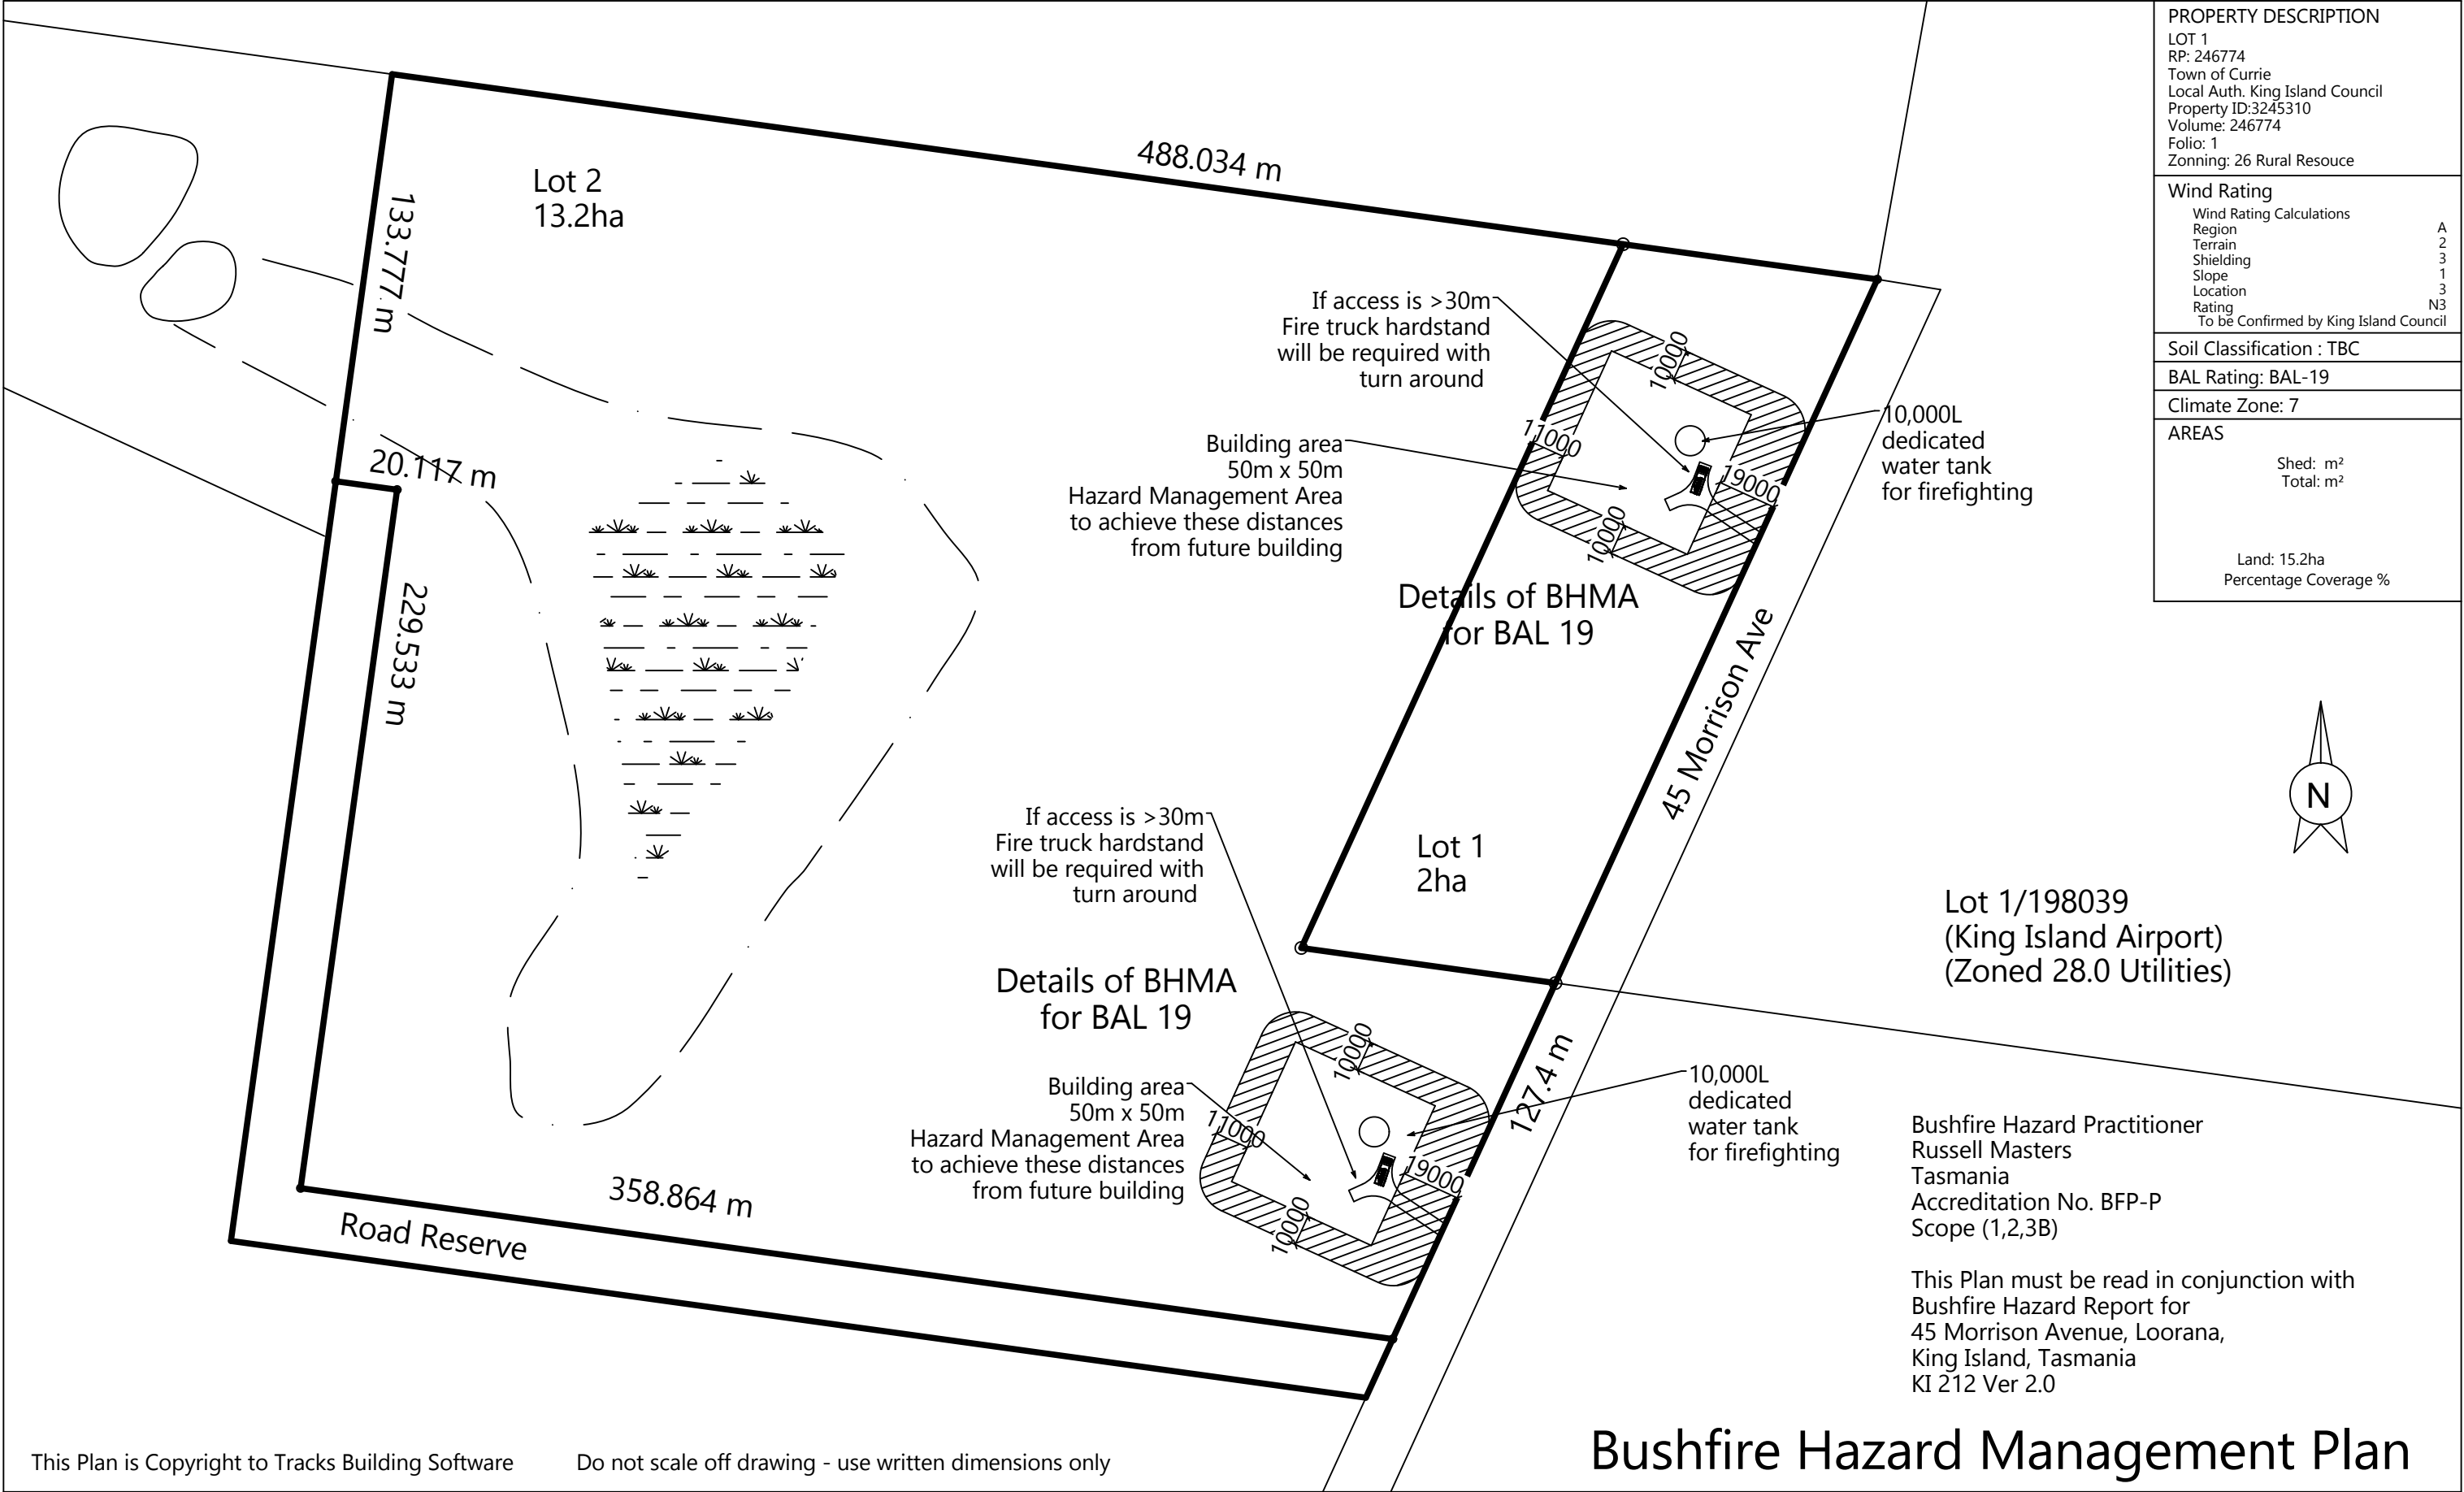 PROPERTY DESCRIPTION
LOT 1
RP: 246774
Town of Currie
Local Auth. King Island Council
Property ID:3245310
Volume: 246774
Folio: 1
Zonning: 26 Rural Resouce
Wind Rating
Wind Rating Calculations
Region A
Terrain 2
Shielding 3
Slope 1
Location 3
Rating N3
To be Confirmed by King Island Council
Soil Classification : TBC
BAL Rating: BAL-19
Climate Zone: 7
AREAS
Shed: m²
Total: m²
Land: 15.2ha
Percentage Coverage %
488.034 m
Lot 2
13.2ha
133.777 m
20.117 m
229.533 m
If access is >30m
Fire truck hardstand
will be required with
turn around
Building area
50m x 50m
Hazard Management Area
to achieve these distances
from future building
10000
11000
19000
10000
10,000L
dedicated
water tank
for firefighting
Details of BHMA
for BAL 19
45 Morrison Ave
N
Lot 1
2ha
If access is >30m
Fire truck hardstand
will be required with
turn around
Lot 1/198039
(King Island Airport)
(Zoned 28.0 Utilities)
Details of BHMA
for BAL 19
Building area
50m x 50m
Hazard Management Area
to achieve these distances
from future building
10000
11000
19000
10000
127.4 m
10,000L
dedicated
water tank
for firefighting
358.864 m
Road Reserve
Bushfire Hazard Practitioner
Russell Masters
Tasmania
Accreditation No. BFP-P
Scope (1,2,3B)
This Plan must be read in conjunction with
Bushfire Hazard Report for
45 Morrison Avenue, Loorana,
King Island, Tasmania
KI 212 Ver 2.0
This Plan is Copyright to Tracks Building Software
Do not scale off drawing - use written dimensions only
Bushfire Hazard Management Plan